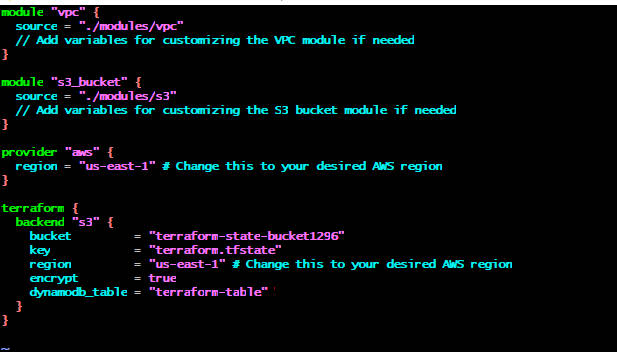 module "vpc" {
  source = "./modules/vpc"
  // Add variables for customizing the VPC module if needed
}
module "s3_bucket" {
  source = "./modules/s3"
  // Add variables for customizing the S3 bucket module if needed
}
provider "aws" {
  region = "us-east-1" # Change this to your desired AWS region
}
terraform {
  backend "s3" {
    bucket         = "terraform-state-bucket1296"
    key            = "terraform.tfstate"
    region         = "us-east-1" # Change this to your desired AWS region
    encrypt        = true
    dynamodb_table = "terraform-table"
  }
}
~